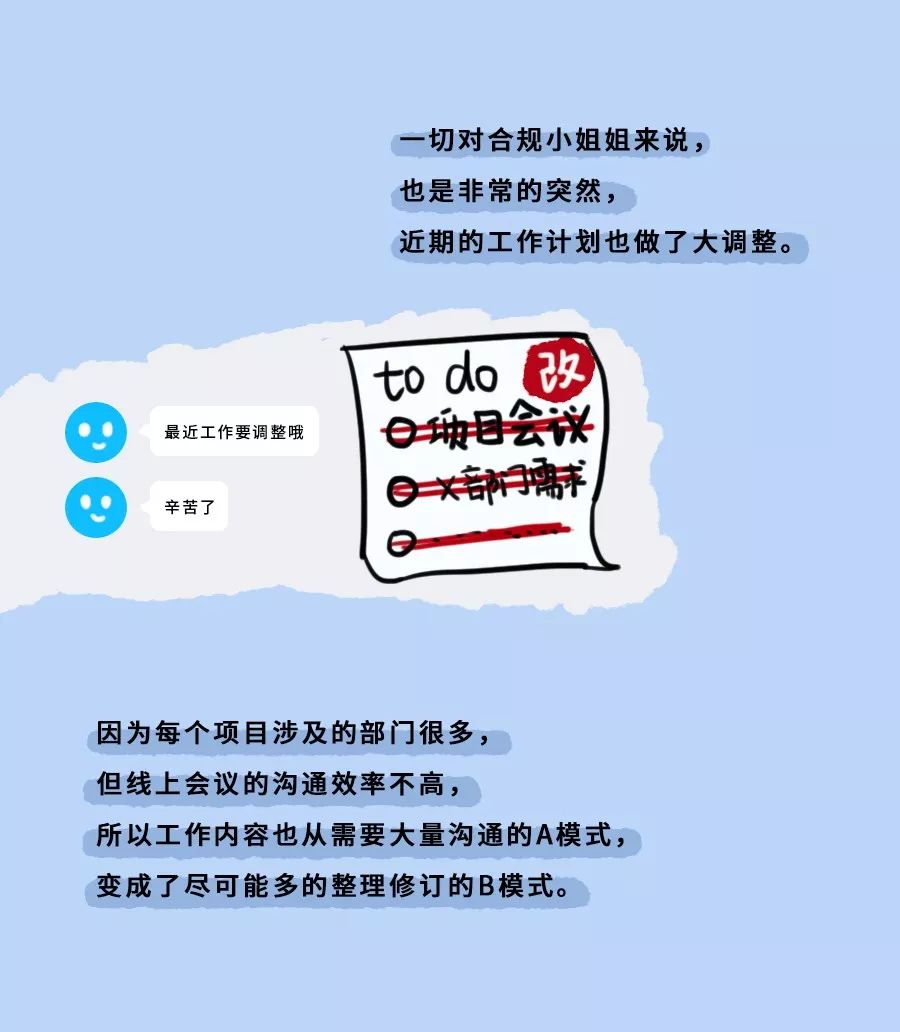 一切对合规小姐姐来说，
也是非常的突然，
近期的工作计划也做了大调整。
to do 改
项目会议
X部门需求
最近工作要调整哦
辛苦了
因为每个项目涉及的部门很多，
但线上会议的沟通效率不高，
所以工作内容也从需要大量沟通的A模式，
变成了尽可能多的整理修订的B模式。